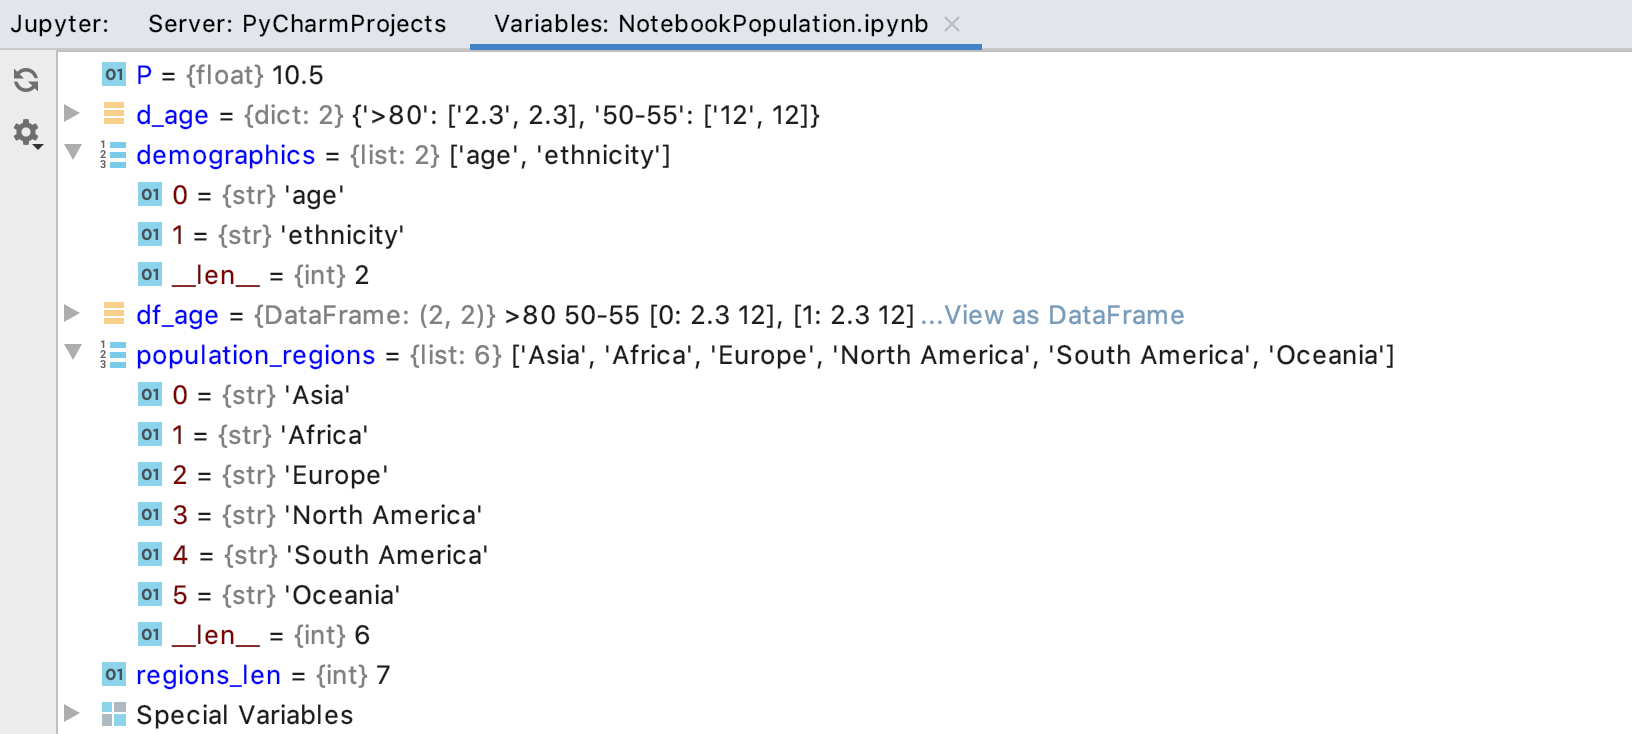 Jupyter: Server: PyCharmProjects Variables: NotebookPopulation.ipynb
01 P = {float} 10.5
d_age = {dict: 2} {'>80': ['2.3', 2.3], '50-55': ['12', 12]}
123 demographics = {list: 2} ['age', 'ethnicity']
01 0 = {str} 'age'
01 1 = {str} 'ethnicity'
01 __len__ = {int} 2
df_age = {DataFrame: (2, 2)} >80 50-55 [0: 2.3 12], [1: 2.3 12] ...View as DataFrame
123 population_regions = {list: 6} ['Asia', 'Africa', 'Europe', 'North America', 'South America', 'Oceania']
01 0 = {str} 'Asia'
01 1 = {str} 'Africa'
01 2 = {str} 'Europe'
01 3 = {str} 'North America'
01 4 = {str} 'South America'
01 5 = {str} 'Oceania'
01 __len__ = {int} 6
01 regions_len = {int} 7
Special Variables